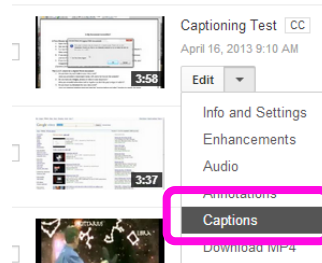 Captioning Test CC
April 16, 2013 9:10 AM
3:58
Edit
Info and Settings
Enhancements
3:37
Audio
Annotations
Captions
Download MP4